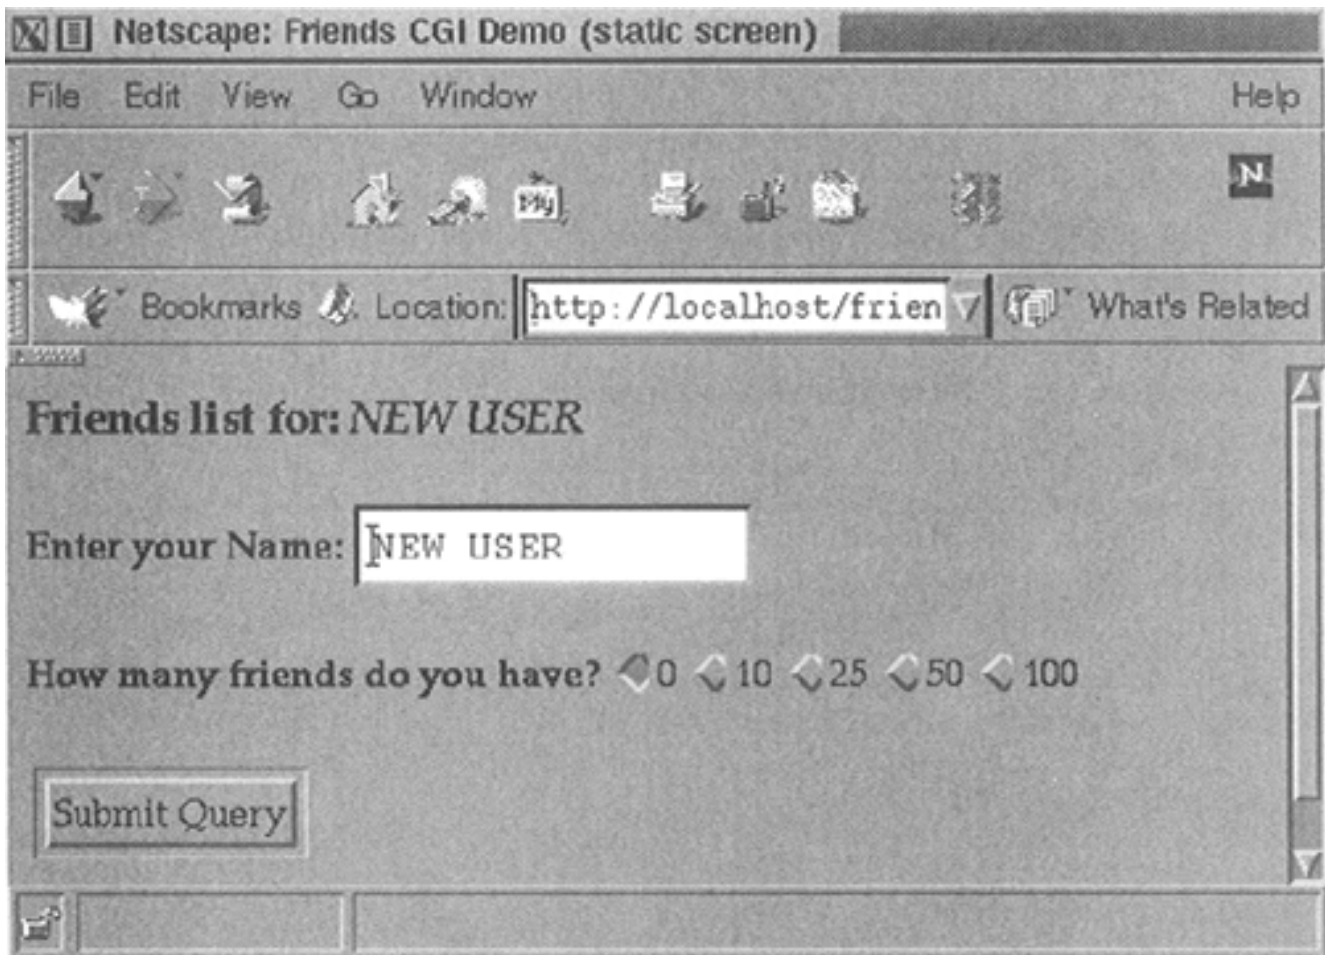 Netscape: Friends CGI Demo (static screen)
File Edit View Go Window Help
My
N
Bookmarks Location: http://localhost/frien What's Related
Friends list for: NEW USER
Enter your Name: NEW USER
How many friends do you have? 0 10 25 50 100
Submit Query